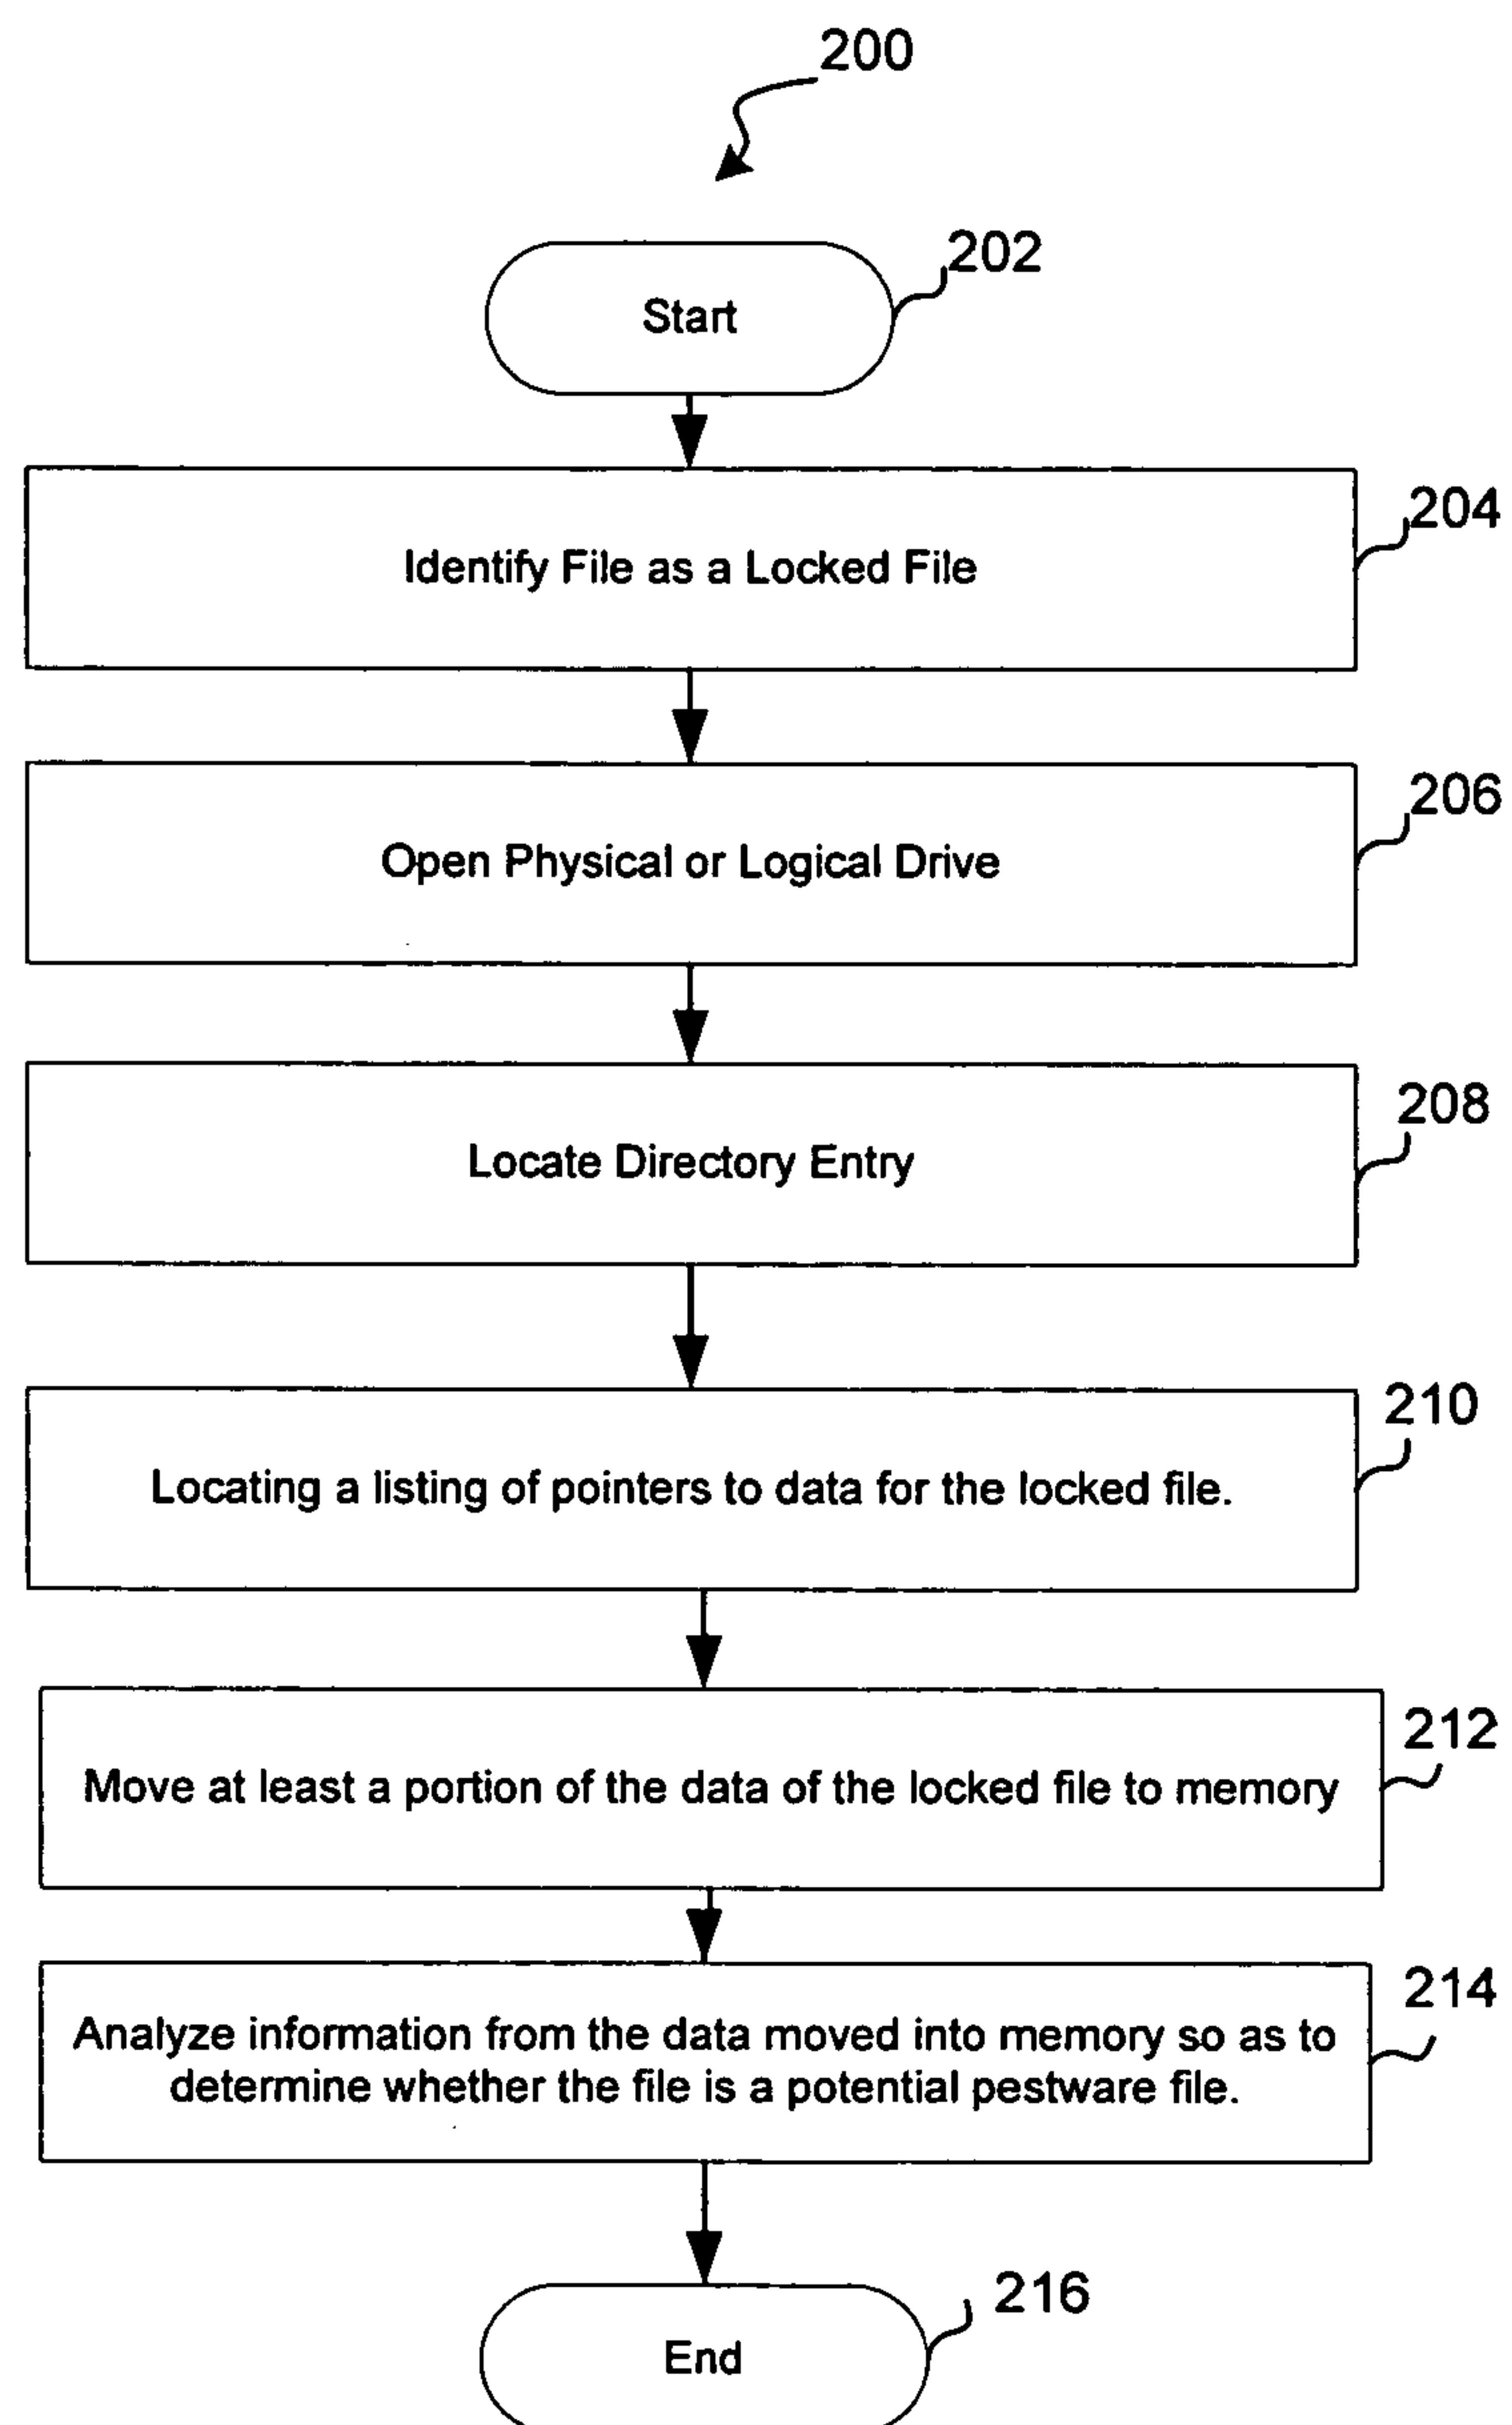 200
202
Start
204
Identify File as a Locked File
206
Open Physical or Logical Drive
208
Locate Directory Entry
210
Locating a listing of pointers to data for the locked file.
212
Move at least a portion of the data of the locked file to memory
214
Analyze information from the data moved into memory so as to
determine whether the file is a potential pestware file.
216
End